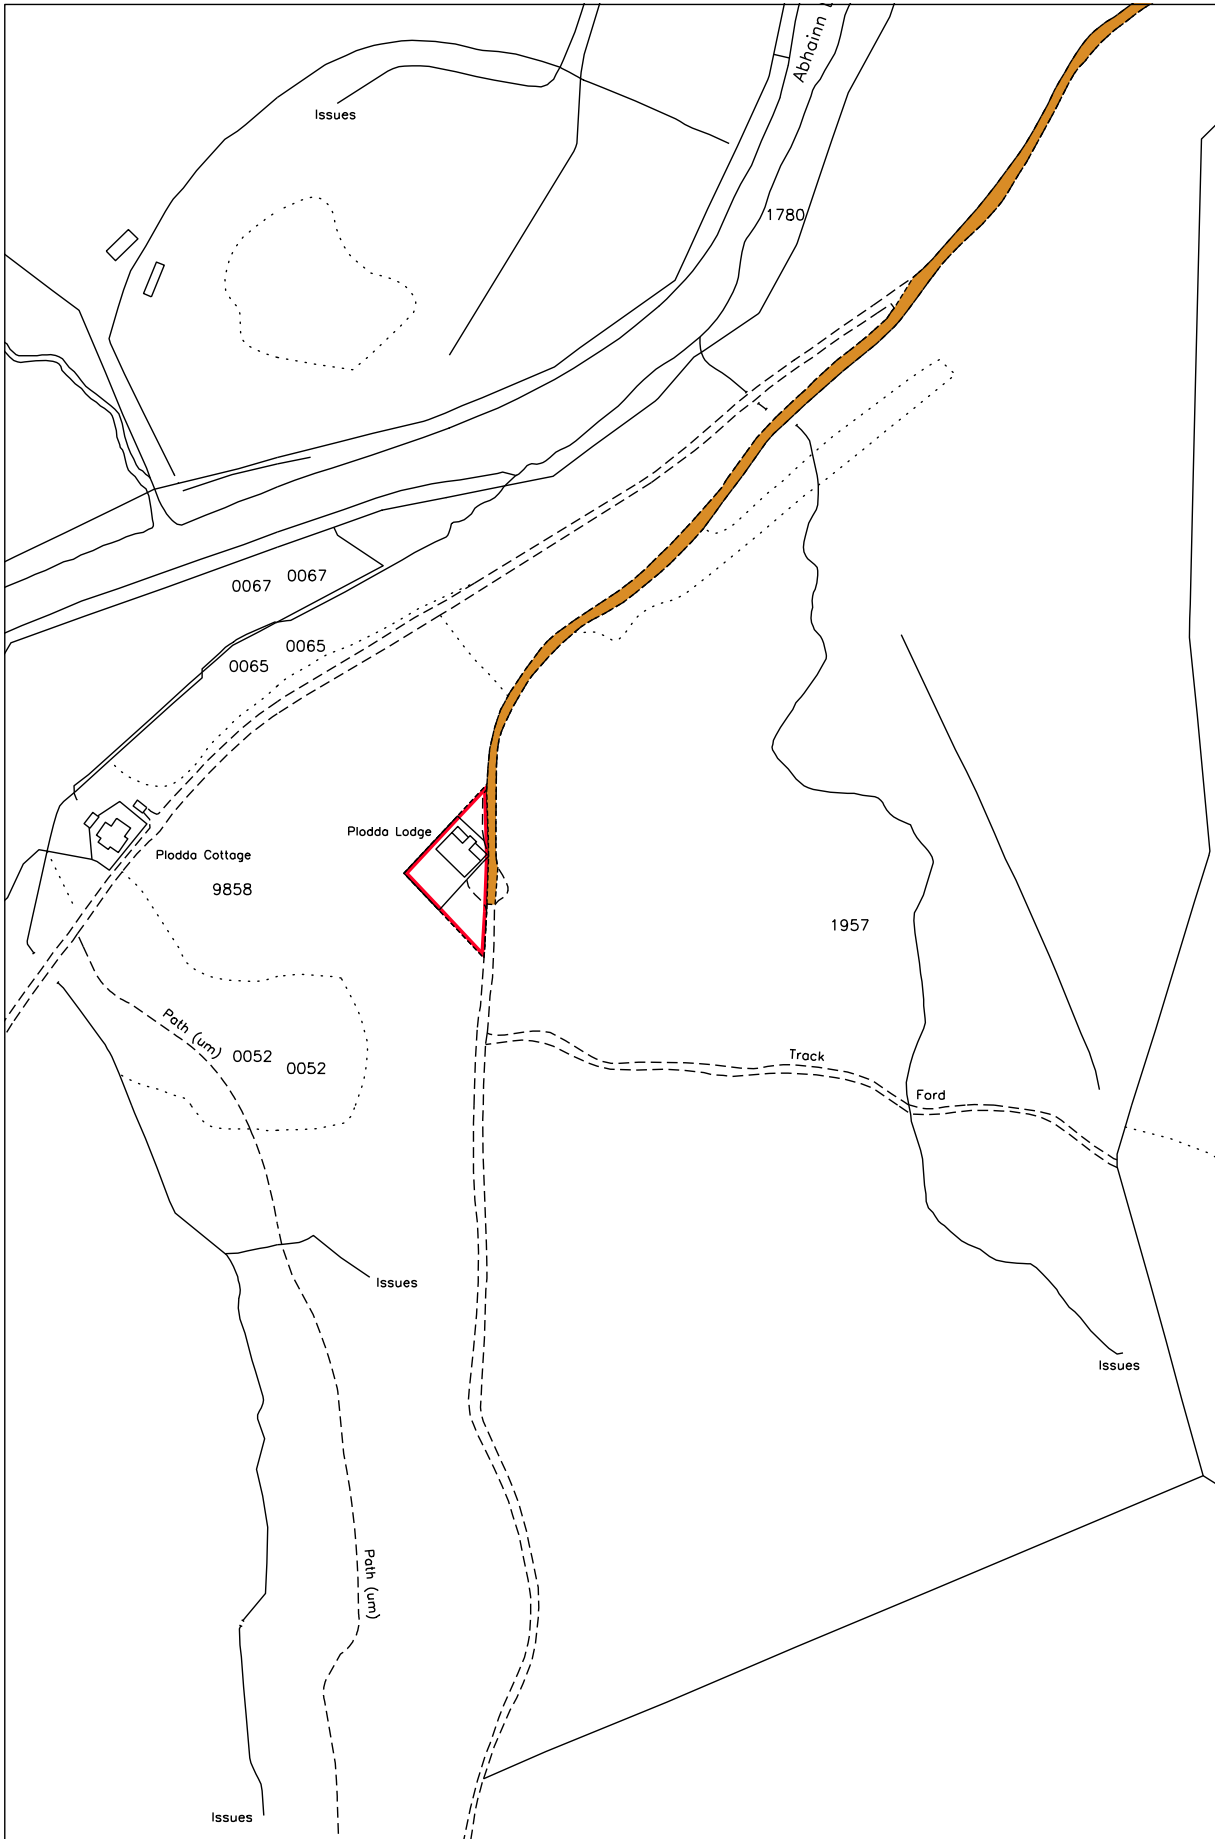 Abhainn
Issues
1780
0067
0067
0065
0065
Plodda Lodge
Plodda Cottage
9858
1957
Path (um)
0052
0052
Track
Ford
Issues
Issues
Path (um)
Issues